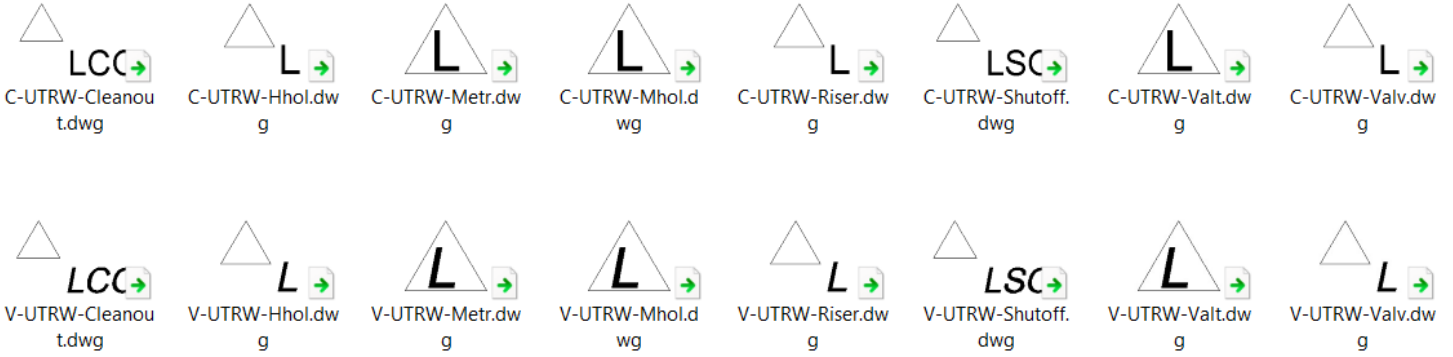 LCC L L L L LSC L L
C-UTRW-Cleanou C-UTRW-Hhol.dw C-UTRW-Metr.dw C-UTRW-Mhol.d C-UTRW-Riser.dw C-UTRW-Shutoff. C-UTRW-Valt.dw C-UTRW-Valv.dw
t.dwg g g wg g dwg g g
LCC L L L L LSC L L
V-UTRW-Cleanou V-UTRW-Hhol.dw V-UTRW-Metr.dw V-UTRW-Mhol.d V-UTRW-Riser.dw V-UTRW-Shutoff. V-UTRW-Valt.dw V-UTRW-Valv.dw
t.dwg g g wg g dwg g g